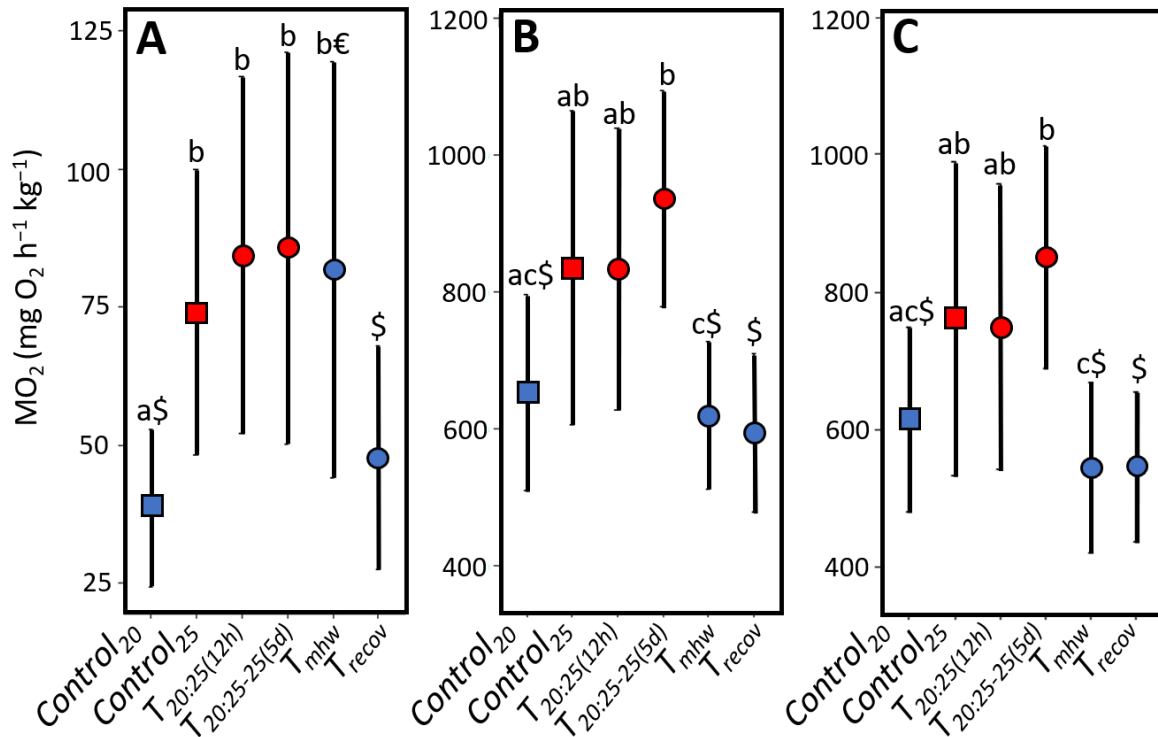 MO₂ (mg O₂ h⁻¹ kg⁻¹)
A
125
100
75
50
25
a$
b
b
b
b€
$
Control₂₀
Control₂₅
T₂₀:₂₅₍₁₂ₕ₎
T₂₀:₂₅₋₂₅₍₅d₎
Tmhw
Trecov
B
1200
1000
800
600
400
ac$
ab
ab
b
c$
$
Control₂₀
Control₂₅
T₂₀:₂₅₍₁₂ₕ₎
T₂₀:₂₅₋₂₅₍₅d₎
Tmhw
Trecov
C
1200
1000
800
600
400
ac$
ab
ab
b
c$
$
Control₂₀
Control₂₅
T₂₀:₂₅₍₁₂ₕ₎
T₂₀:₂₅₋₂₅₍₅d₎
Tmhw
Trecov